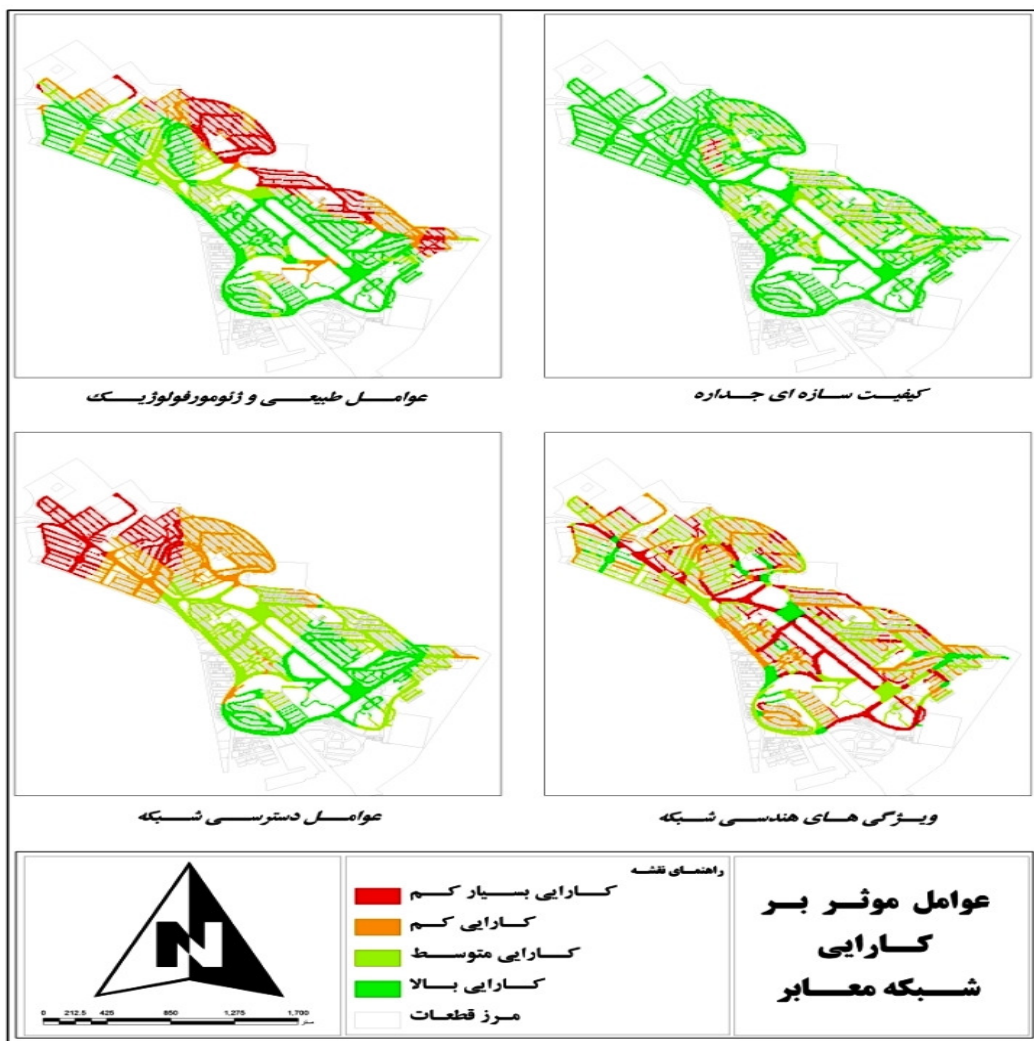 کیفیت سازه ای جداره
عوامل طبیعی و ژئومورفولوژیک
ویژگی های هندسی شبکه
عوامل دسترسی شبکه
عوامل موثر بر
کارایی
شبکه معابر
راهنمای نقشه
کارایی بسیار کم
کارایی کم
کارایی متوسط
کارایی بالا
مرز قطعات
N
0 212.5 425 850 1,275 1,700
متر